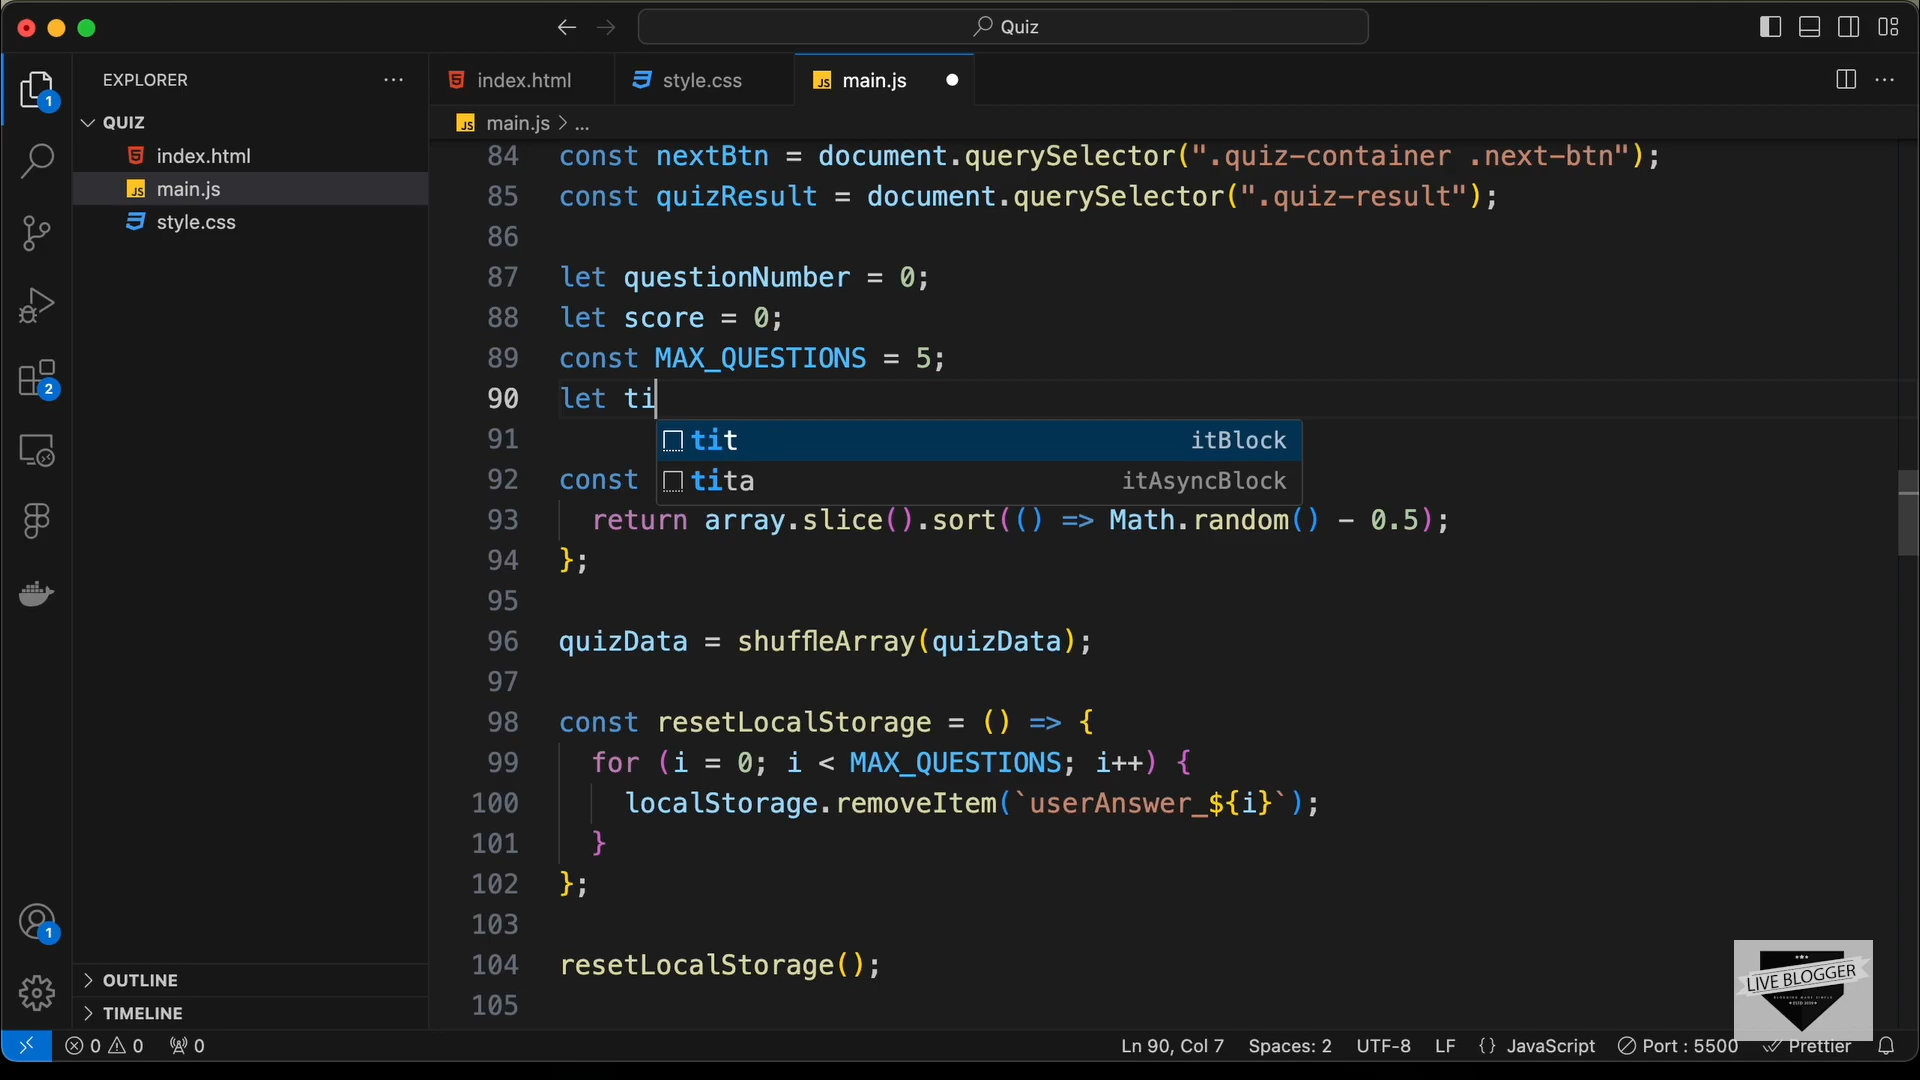 Quiz
EXPLORER
index.html
style.css
main.js
QUIZ
main.js > ...
index.html
main.js
style.css
84 const nextBtn = document.querySelector(".quiz-container .next-btn");
85 const quizResult = document.querySelector(".quiz-result");
86
87 let questionNumber = 0;
88 let score = 0;
89 const MAX_QUESTIONS = 5;
90 let ti
91 tit itBlock
92 const tita itAsyncBlock
93 return array.slice().sort(() => Math.random() - 0.5);
94 };
95
96 quizData = shuffleArray(quizData);
97
98 const resetLocalStorage = () => {
99 for (i = 0; i < MAX_QUESTIONS; i++) {
100 localStorage.removeItem(`userAnswer_${i}`);
101 }
102 };
103
104 resetLocalStorage();
105
1
2
1
OUTLINE
TIMELINE
LIVE BLOGGER
0 0 0
Ln 90, Col 7 Spaces: 2 UTF-8 LF {} JavaScript Port : 5500 Prettier